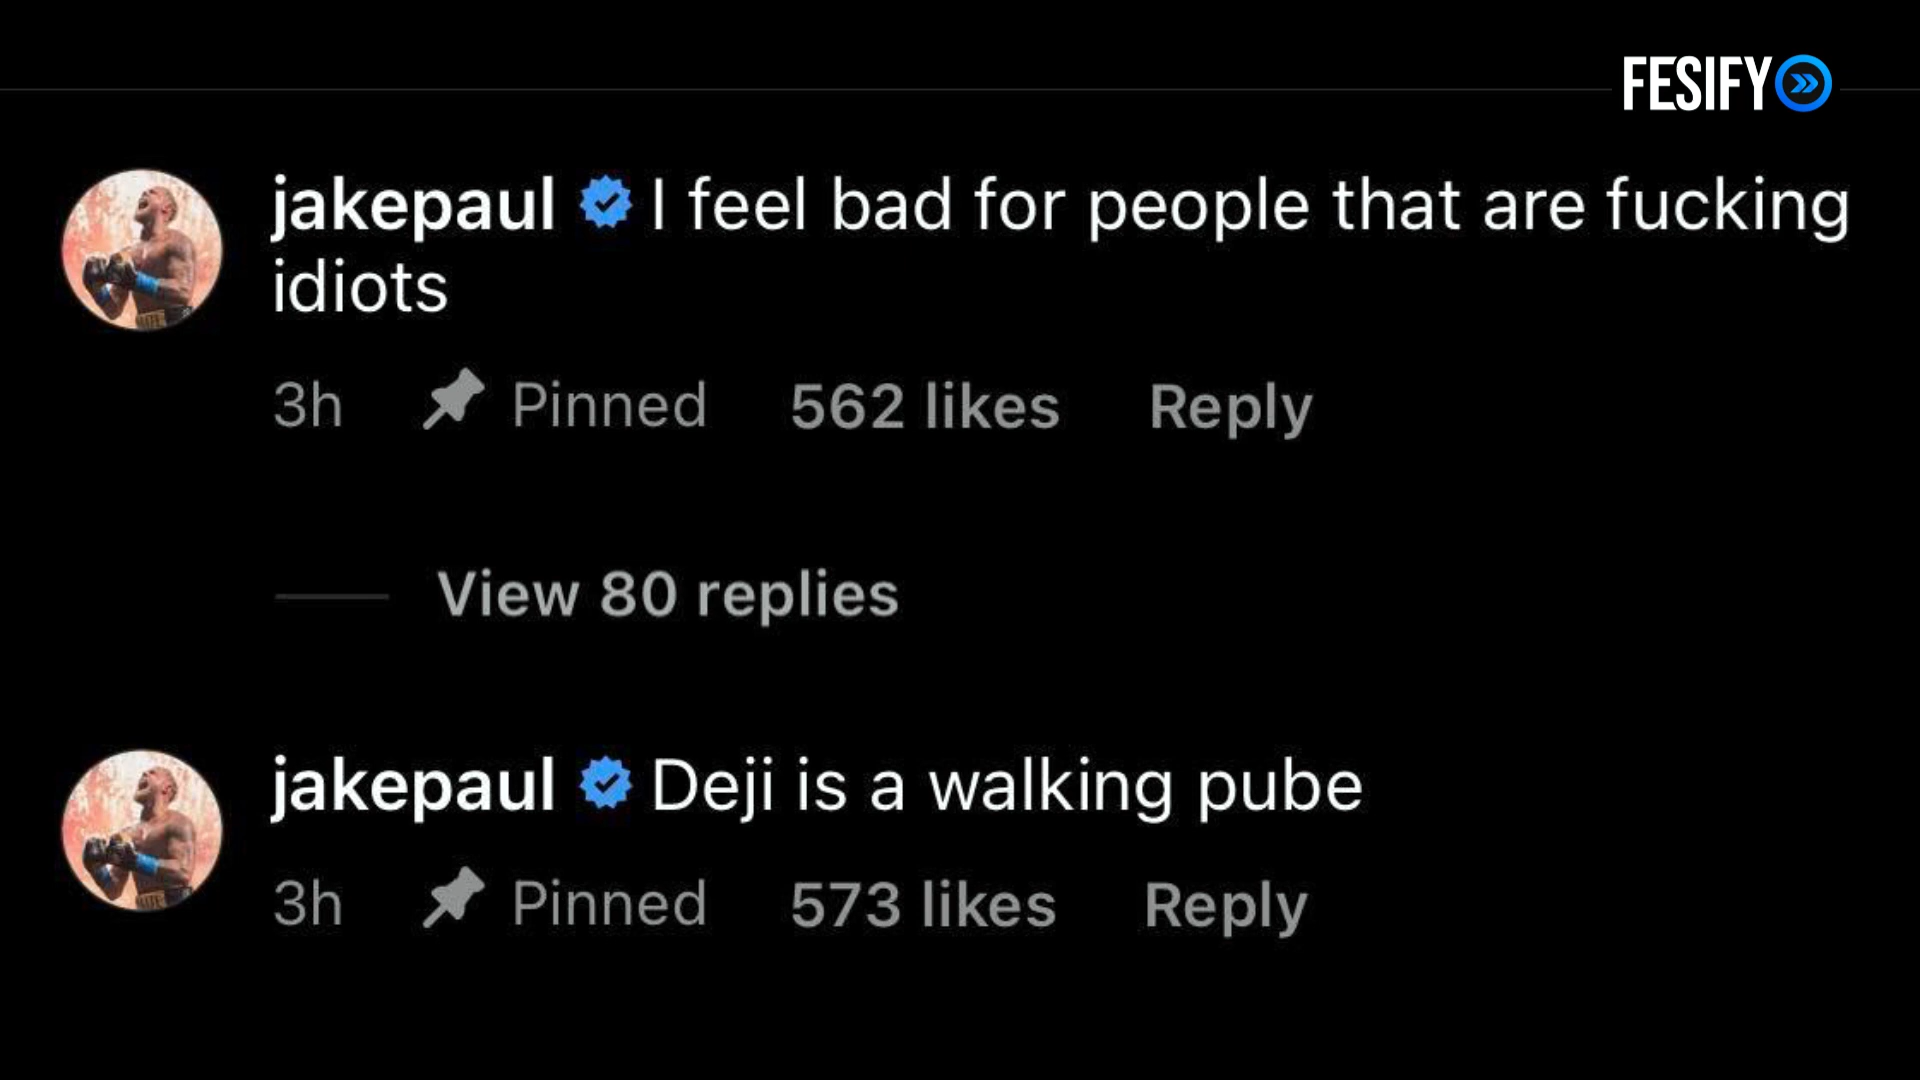 FESIFY
jakepaul I feel bad for people that are fucking
idiots
3h Pinned 562 likes Reply
View 80 replies
jakepaul Deji is a walking pube
3h Pinned 573 likes Reply